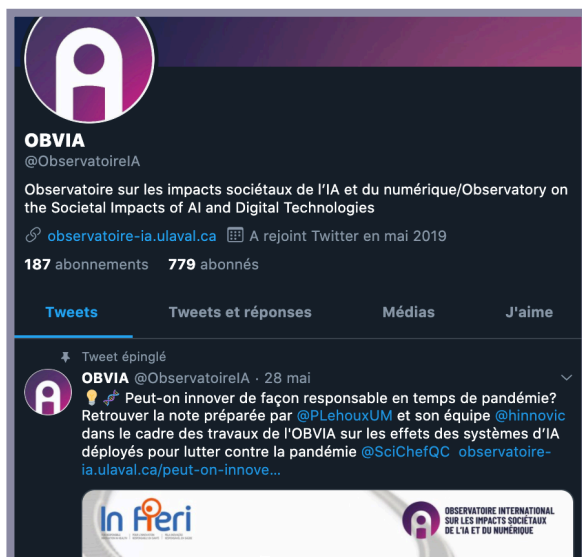 OBVIA
@ObservatoireIA
Observatoire sur les impacts sociétaux de l'IA et du numérique/Observatory on
the Societal Impacts of AI and Digital Technologies
observatoire-ia.ulaval.ca A rejoint Twitter en mai 2019
187 abonnements 779 abonnés
Tweets Tweets et réponses Médias J'aime
Tweet épinglé
OBVIA @ObservatoireIA · 28 mai
💡 🧬 Peut-on innover de façon responsable en temps de pandémie?
Retrouver la note préparée par @PLehouxUM et son équipe @hinnovic
dans le cadre des travaux de l'OBVIA sur les effets des systèmes d'IA
déployés pour lutter contre la pandémie @SciChefQC observatoire-
ia.ulaval.ca/peut-on-innove...
In Fieri
OBSERVATOIRE INTERNATIONAL
SUR LES IMPACTS SOCIÉTAUX
DE L'IA ET DU NUMÉRIQUE